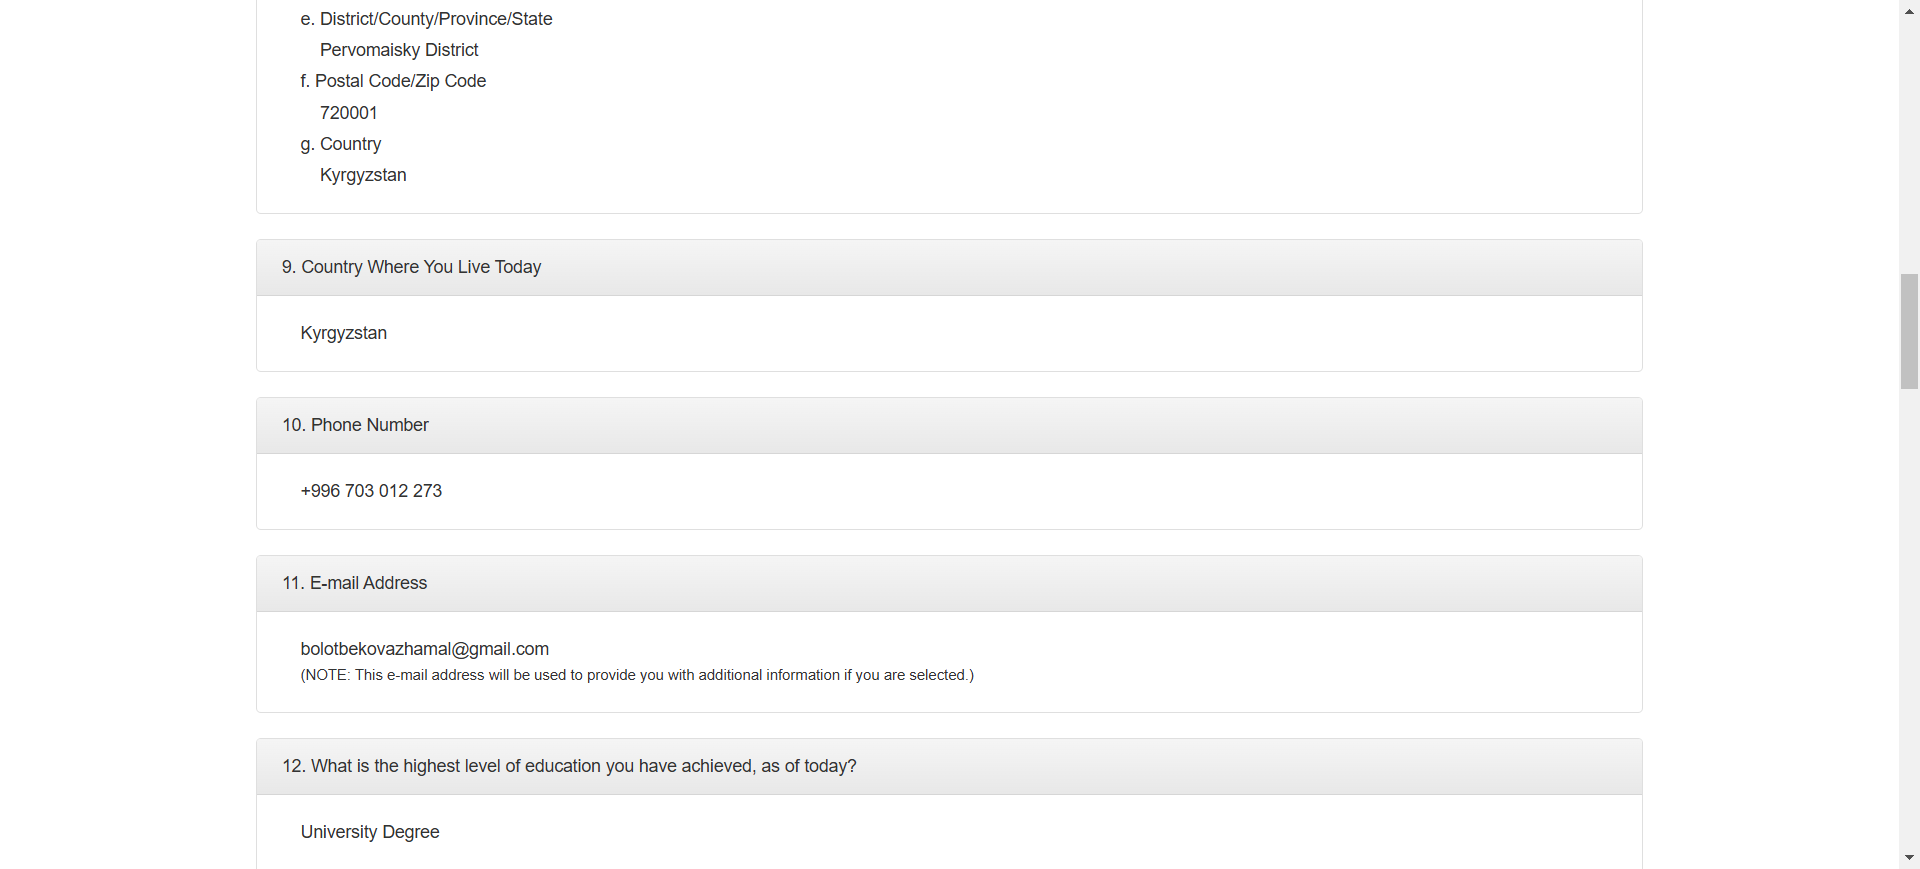 e. District/County/Province/State
Pervomaisky District
f. Postal Code/Zip Code
720001
g. Country
Kyrgyzstan
9. Country Where You Live Today
Kyrgyzstan
10. Phone Number
+996 703 012 273
11. E-mail Address
bolotbekovazhamal@gmail.com
(NOTE: This e-mail address will be used to provide you with additional information if you are selected.)
12. What is the highest level of education you have achieved, as of today?
University Degree